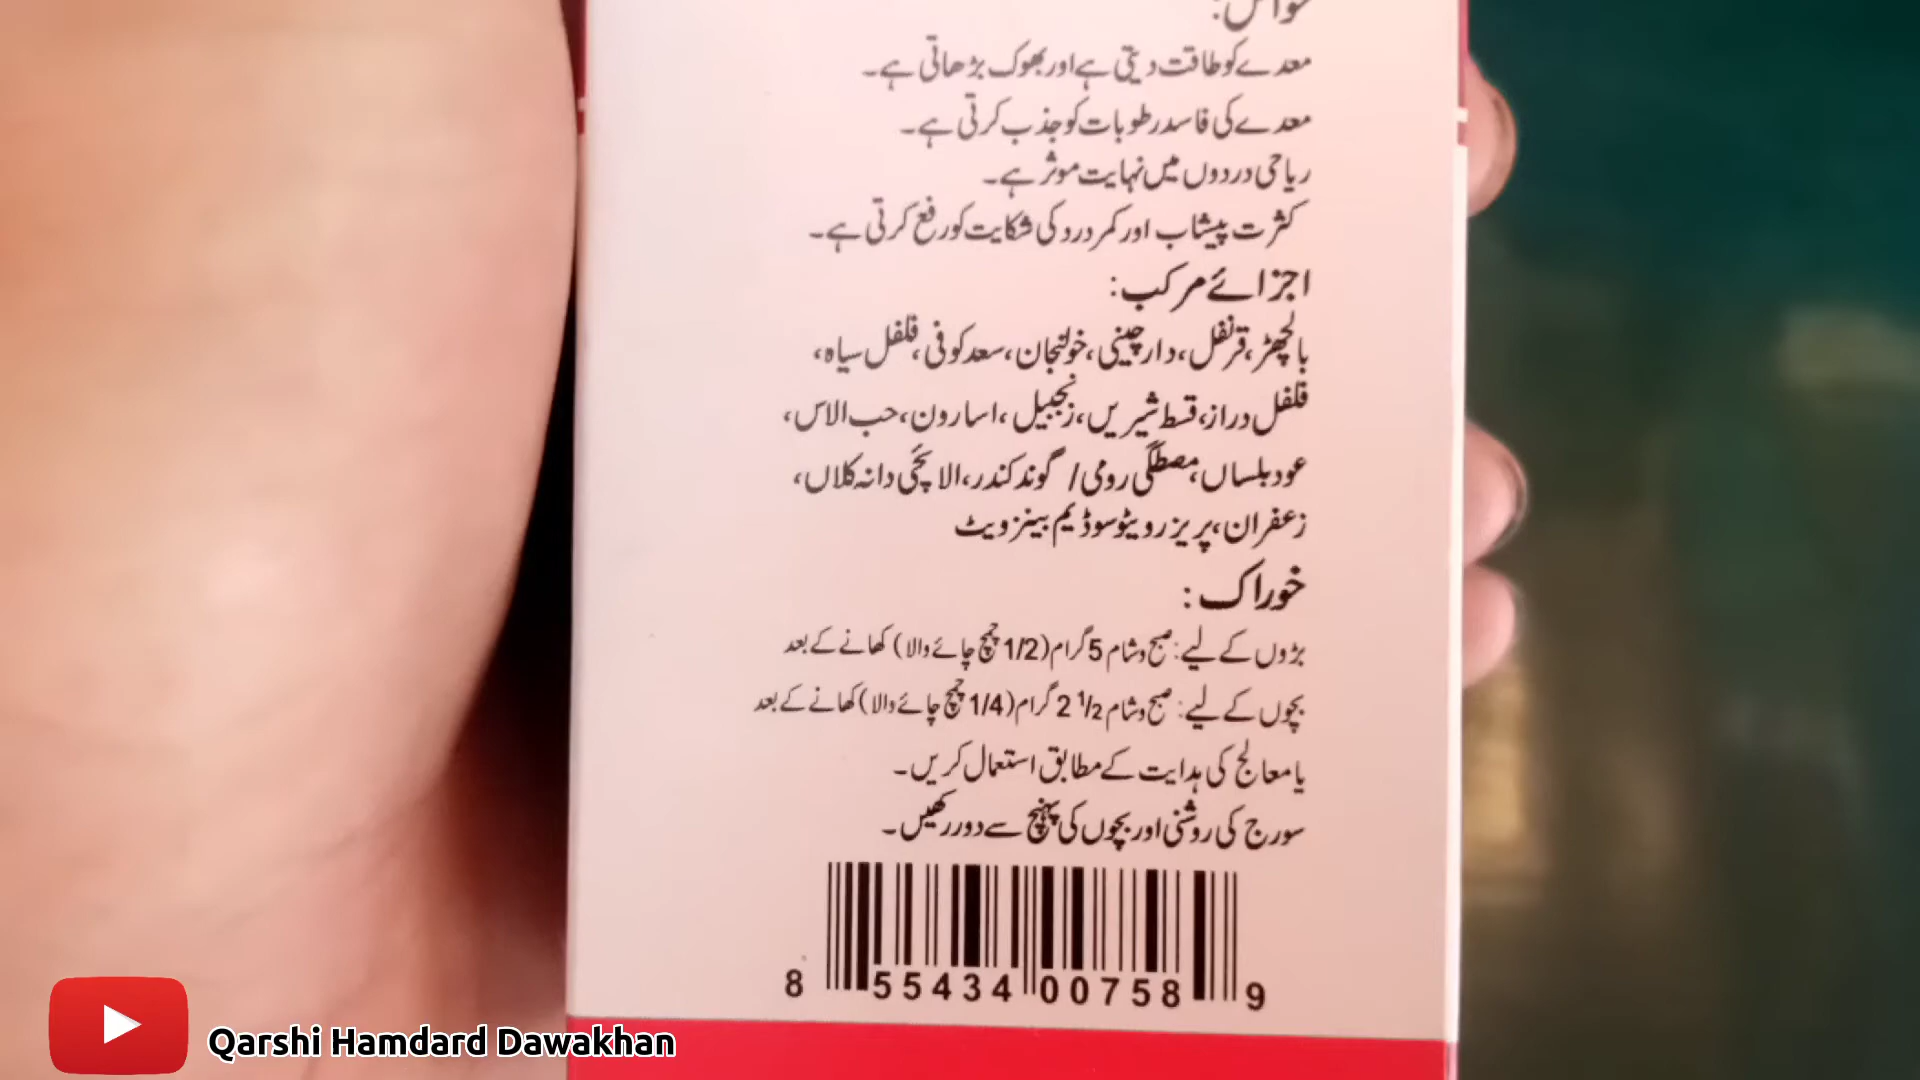 معدے کو طاقت دیتی ہے اور بھوک بڑھاتی ہے۔
معدے کی فاسد رطوبات کو جذب کرتی ہے۔
ریاحی دردوں میں نہایت موثر ہے۔
کثرت پیشاب اور کمر درد کی شکایت کو رفع کرتی ہے۔
اجزائے مرکب:
بالچھڑ، قرنفل، دار چینی، خولنجان، سعد کوفی، فلفل سیاہ،
فلفل دراز، قسط شیریں، زنجبیل، اسارون، حب الاس،
عود بلساں، مصطگی رومی/ گوند کندر، الائچی دانہ کلاں،
زعفران، پریزرویٹو سوڈیم بینزویٹ
خوراک:
بڑوں کے لیے: صبح و شام 5 گرام (1/2 چمچ چائے والا) کھانے کے بعد
بچوں کے لیے: صبح و شام 2 1/2 گرام (1/4 چمچ چائے والا) کھانے کے بعد
یا معالج کی ہدایت کے مطابق استعمال کریں۔
سورج کی روشنی اور بچوں کی پہنچ سے دور رکھیں۔
8 55434 00758 9
Qarshi Hamdard Dawakhan